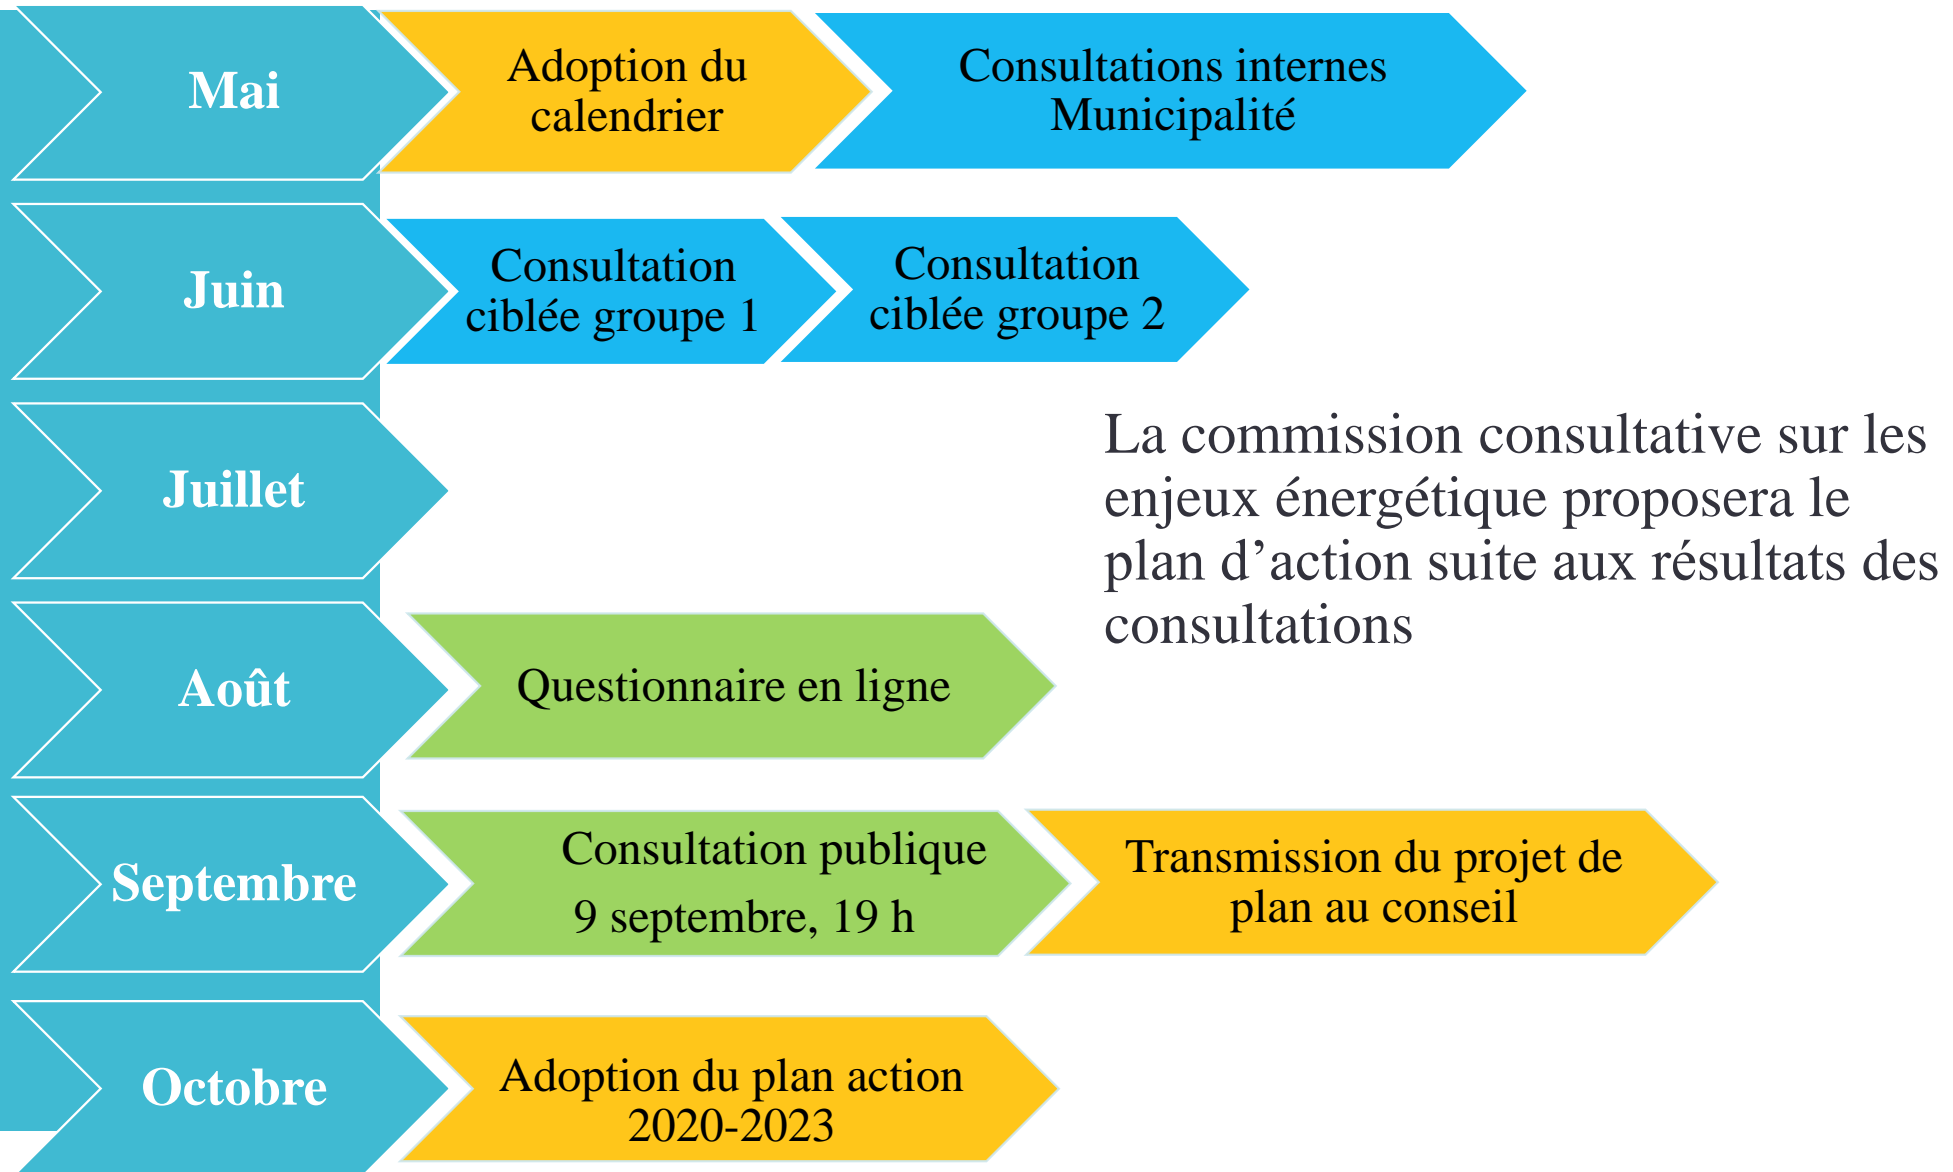 Mai
Adoption du
calendrier
Consultations internes
Municipalité
Juin
Consultation
ciblée groupe 1
Consultation
ciblée groupe 2
Juillet
La commission consultative sur les
enjeux énergétique proposera le
plan d’action suite aux résultats des
consultations
Août
Questionnaire en ligne
Septembre
Consultation publique
9 septembre, 19 h
Transmission du projet de
plan au conseil
Octobre
Adoption du plan action
2020-2023